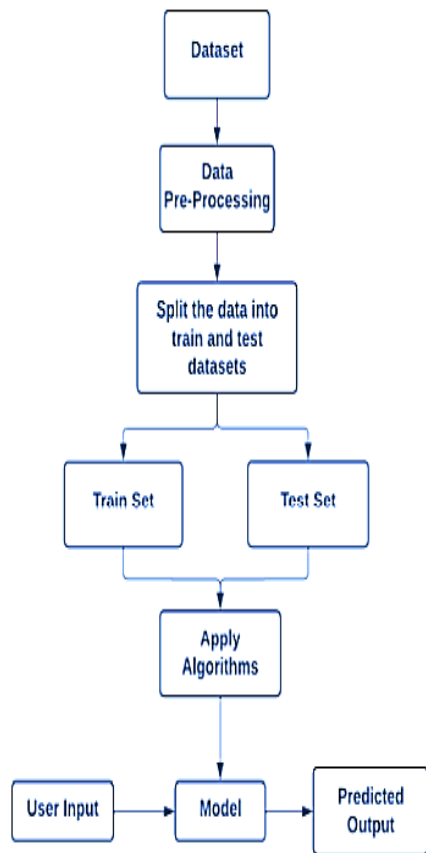 Dataset
Data
Pre-Processing
Split the data into
train and test
datasets
Train Set
Test Set
Apply
Algorithms
User Input
Model
Predicted
Output